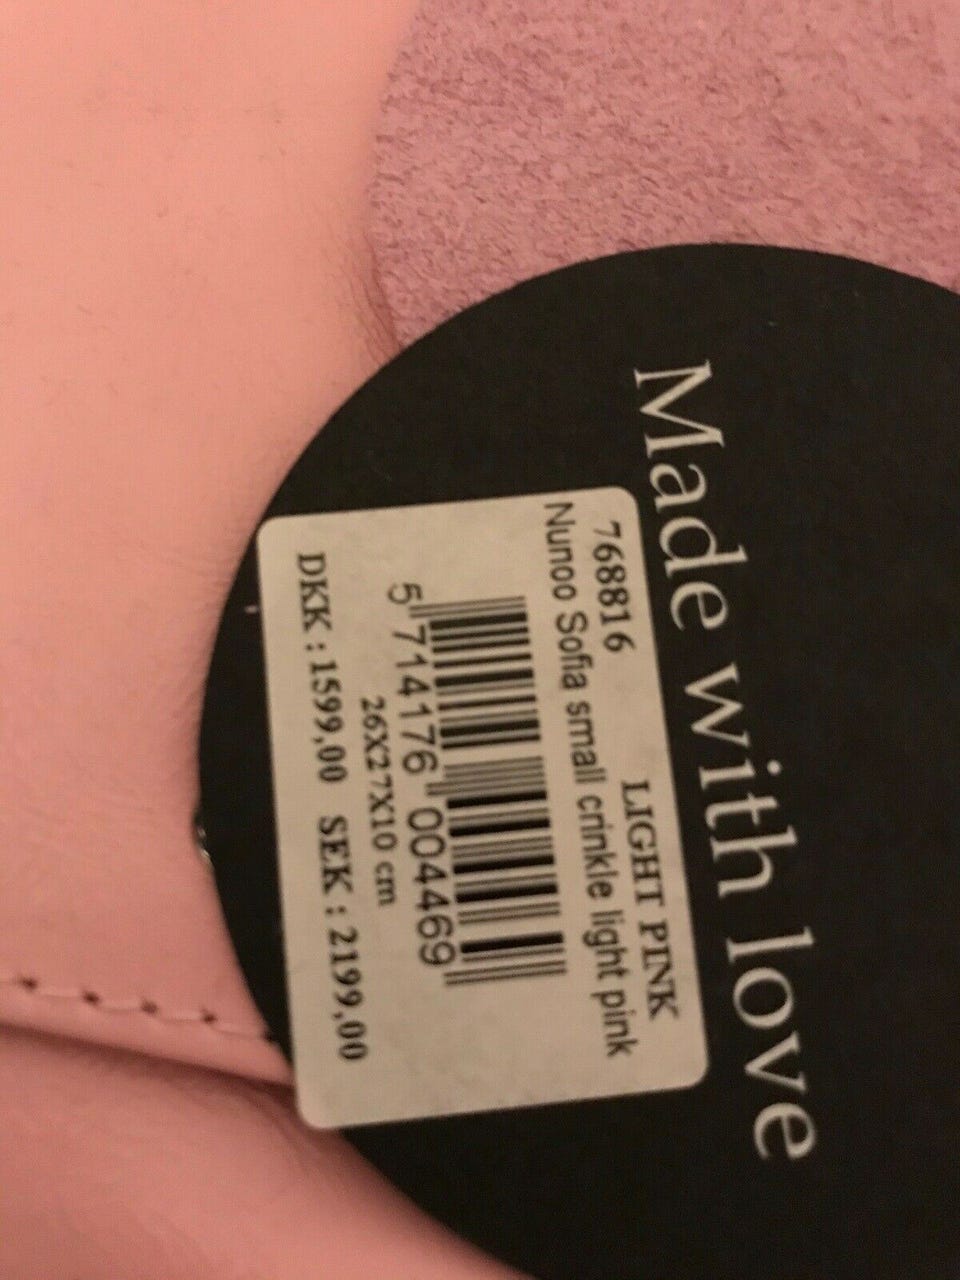 Made with love
768816 LIGHT PINK
Nunoo Sofia small crinkle light pink
5 714176 004469
26X27X10 cm
DKK : 1599,00 SEK : 2199,00